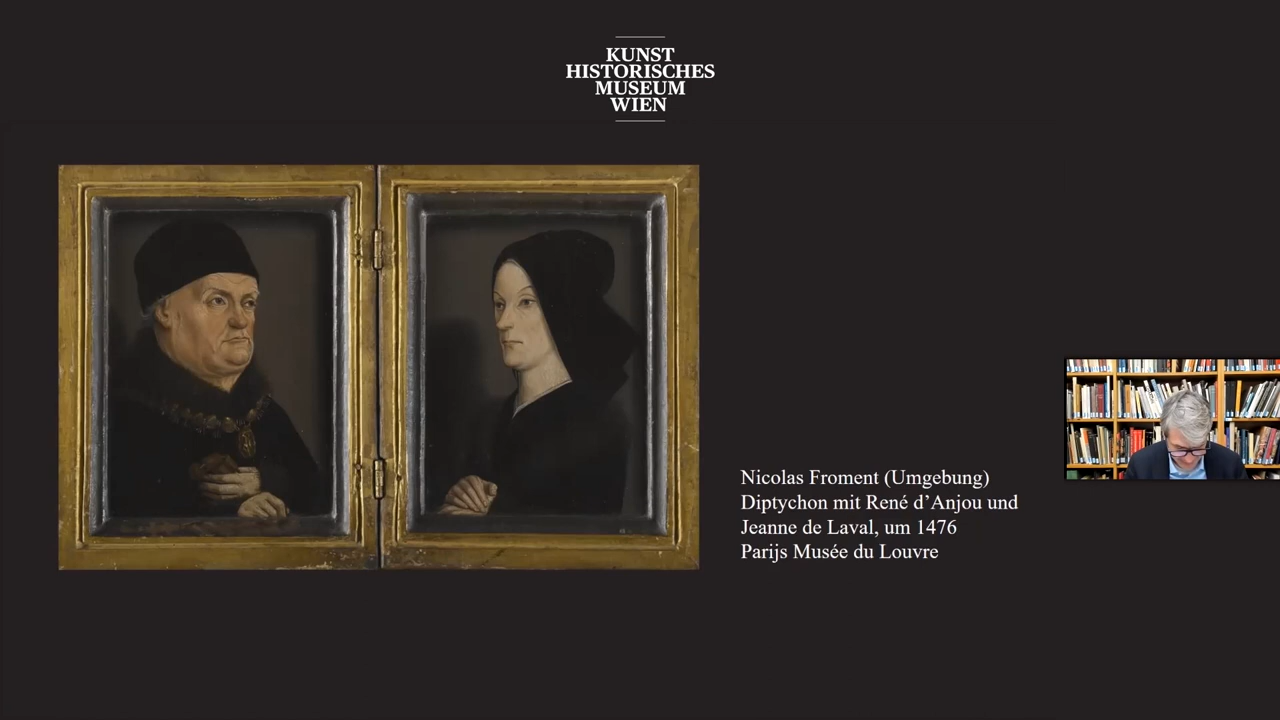 KUNST
HISTORISCHES
MUSEUM
WIEN
Nicolas Froment (Umgebung)
Diptychon mit René d’Anjou und
Jeanne de Laval, um 1476
Parijs Musée du Louvre